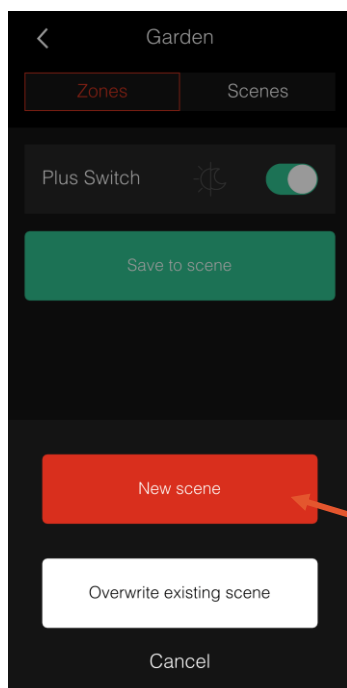 Garden
Zones Scenes
Plus Switch
Save to scene
New scene
Overwrite existing scene
Cancel